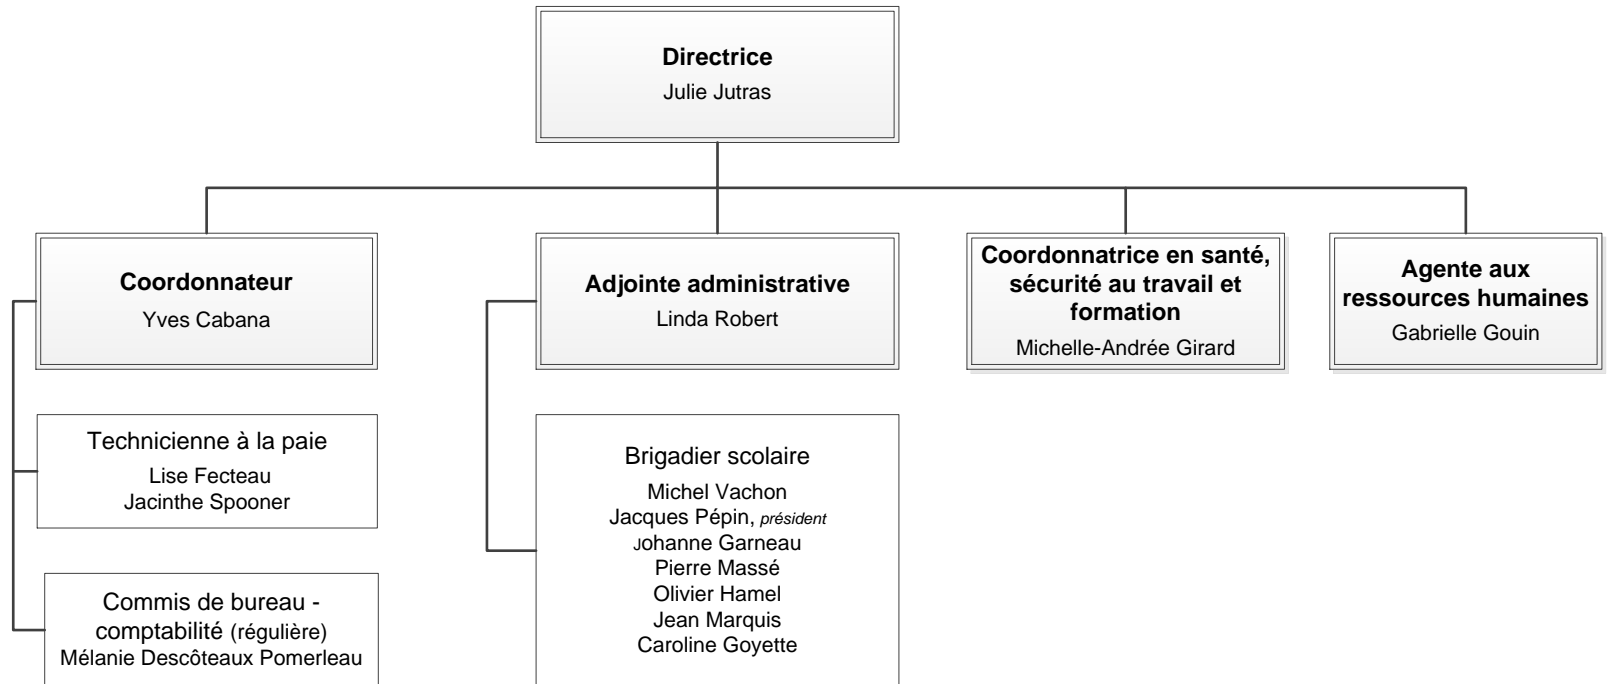 Directrice
Julie Jutras
Coordonnateur
Yves Cabana
Adjointe administrative
Linda Robert
Coordonnatrice en santé,
sécurité au travail et
formation
Michelle-Andrée Girard
Agente aux
ressources humaines
Gabrielle Gouin
Technicienne à la paie
Lise Fecteau
Jacinthe Spooner
Commis de bureau -
comptabilité (régulière)
Mélanie Descôteaux Pomerleau
Brigadier scolaire
Michel Vachon
Jacques Pépin, président
Johanne Garneau
Pierre Massé
Olivier Hamel
Jean Marquis
Caroline Goyette